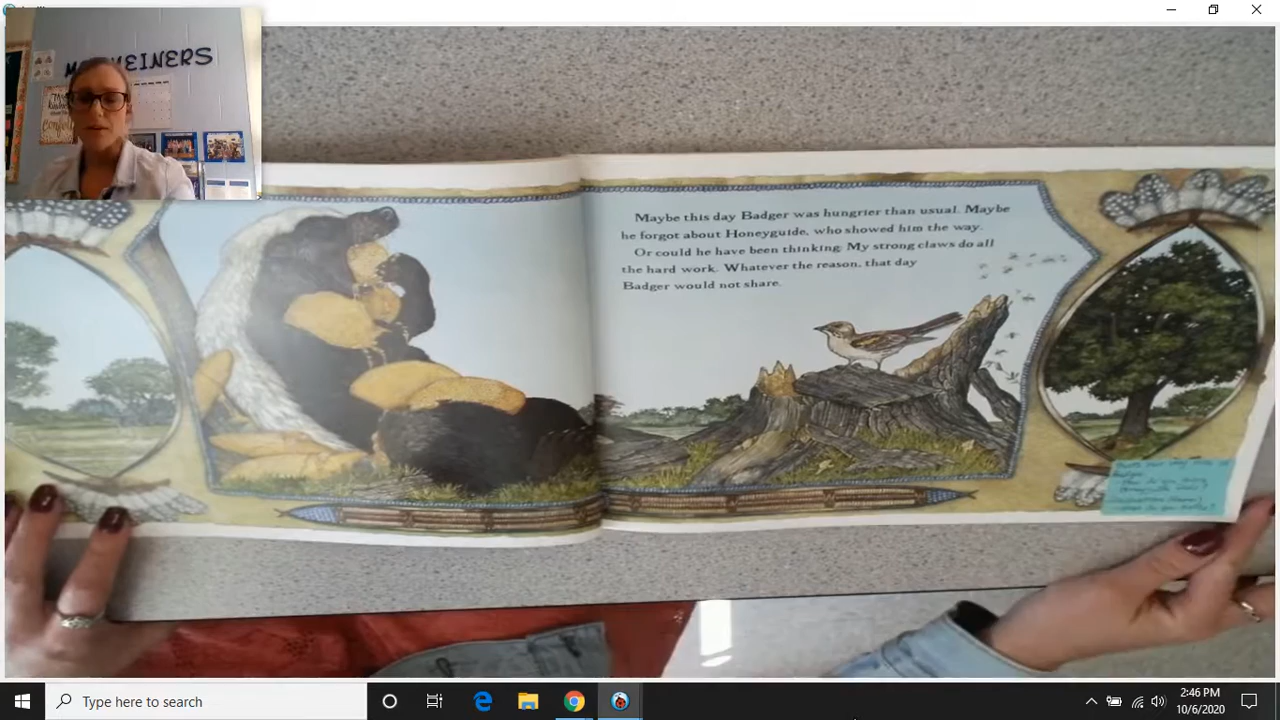 Maybe this day Badger was hungrier than usual. Maybe
he forgot about Honeyguide, who showed him the way.
Or could he have been thinking: My strong claws do all
the hard work. Whatever the reason, that day
Badger would not share.
Type here to search
2:46 PM
10/6/2020